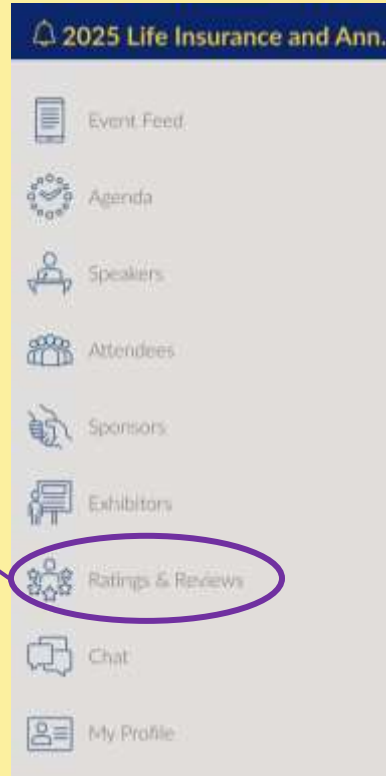 2025 Life Insurance and Ann...
Event Feed
Agenda
Speakers
Attendees
Sponsors
Exhibitors
Ratings & Reviews
Chat
My Profile